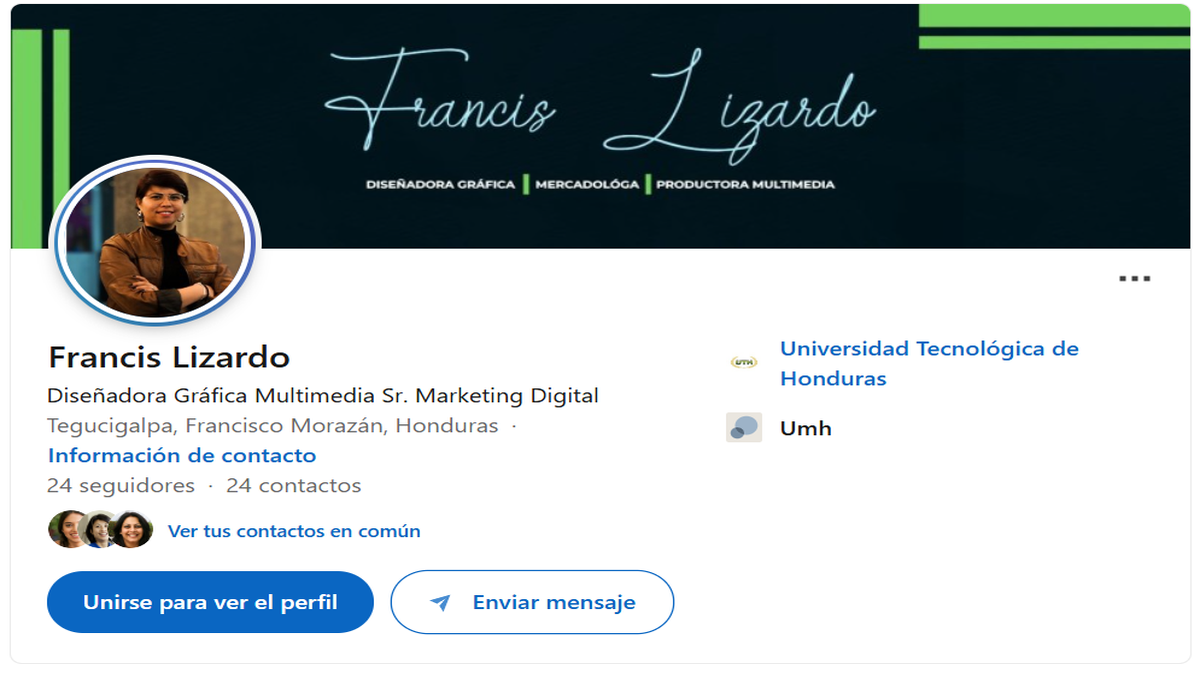 Francis Lizardo
DISEÑADORA GRÁFICA | MERCADOLÓGA | PRODUCTORA MULTIMEDIA
Francis Lizardo
Diseñadora Gráfica Multimedia Sr. Marketing Digital
Tegucigalpa, Francisco Morazán, Honduras ·
Información de contacto
24 seguidores · 24 contactos
Ver tus contactos en común
Unirse para ver el perfil
Enviar mensaje
UTH
Universidad Tecnológica de
Honduras
Umh